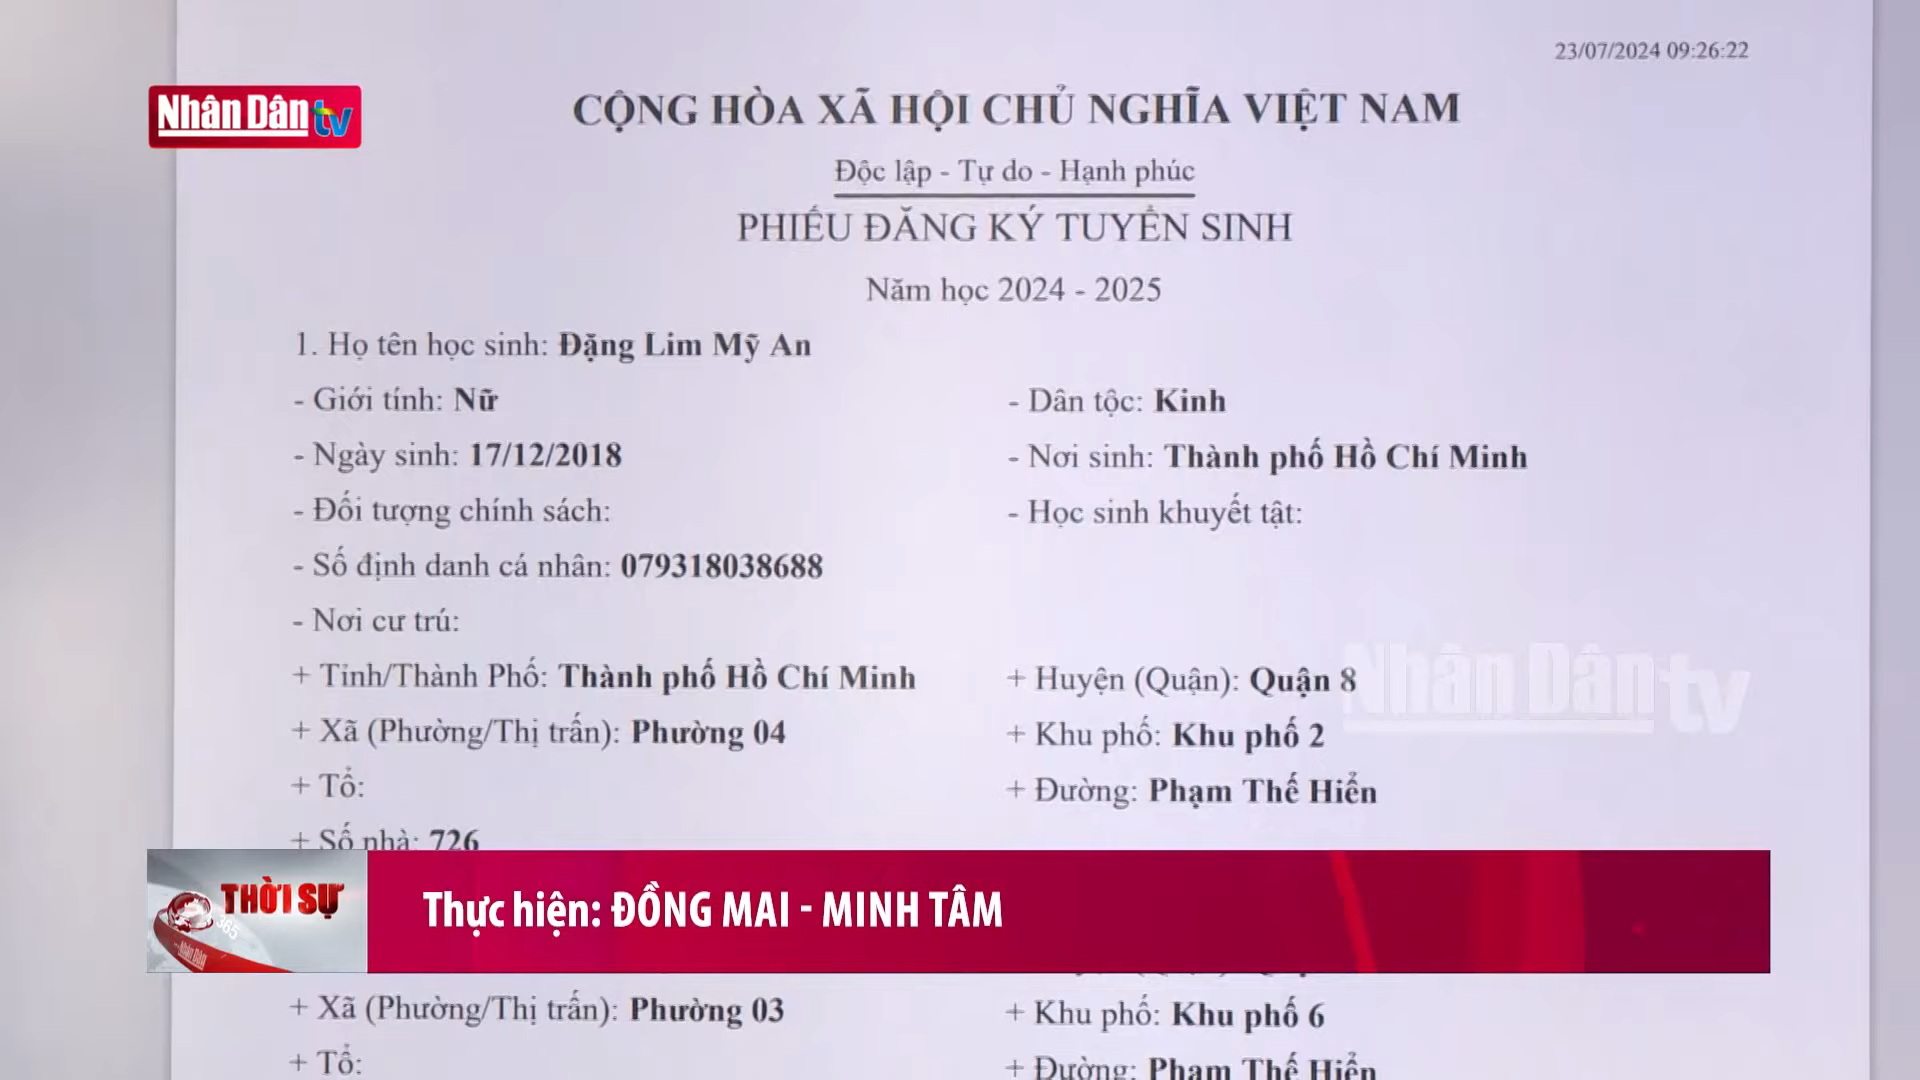 23/07/2024 09:26:22
Nhân Dân tv
CỘNG HÒA XÃ HỘI CHỦ NGHĨA VIỆT NAM
Độc lập - Tự do - Hạnh phúc
PHIẾU ĐĂNG KÝ TUYỂN SINH
Năm học 2024 - 2025
1. Họ tên học sinh: Đặng Lim Mỹ An
- Giới tính: Nữ
- Dân tộc: Kinh
- Ngày sinh: 17/12/2018
- Nơi sinh: Thành phố Hồ Chí Minh
- Đối tượng chính sách:
- Học sinh khuyết tật:
- Số định danh cá nhân: 079318038688
- Nơi cư trú:
+ Tỉnh/Thành Phố: Thành phố Hồ Chí Minh
+ Huyện (Quận): Quận 8
Nhân Dân tv
+ Xã (Phường/Thị trấn): Phường 04
+ Khu phố: Khu phố 2
+ Tổ:
+ Đường: Phạm Thế Hiển
+ Số nhà: 726
THỜI SỰ
365
Nhân Dân
Thực hiện: ĐỒNG MAI - MINH TÂM
+ Xã (Phường/Thị trấn): Phường 03
+ Khu phố: Khu phố 6
+ Tổ:
+ Đường: Phạm Thế Hiển